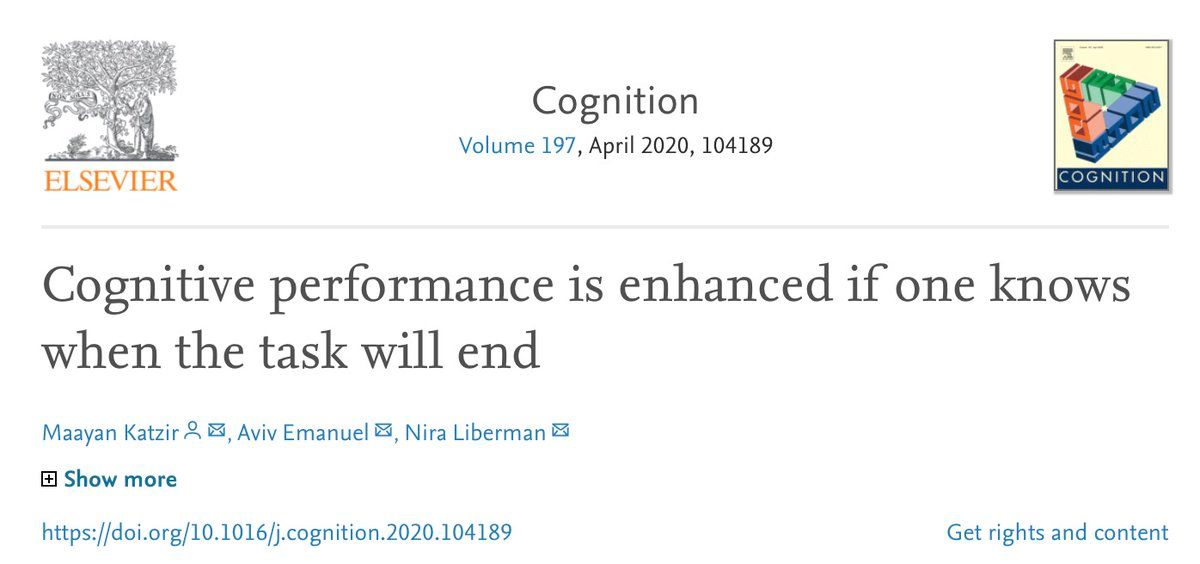 Cognition
Volume 197, April 2020, 104189
ELSEVIER
COGNITION
Cognitive performance is enhanced if one knows
when the task will end
Maayan Katzir, Aviv Emanuel, Nira Liberman
Show more
https://doi.org/10.1016/j.cognition.2020.104189
Get rights and content